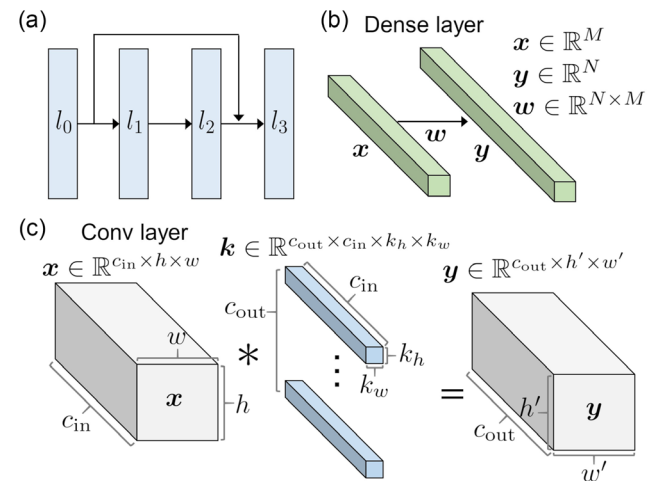 (a)
l₀ l₁ l₂ l₃
(b) Dense layer
x ∈ ℝᴹ
y ∈ ℝᴺ
w ∈ ℝᴺˣᴹ
x w y
(c) Conv layer
x ∈ ℝ^{c_in × h × w}
k ∈ ℝ^{c_out × c_in × k_h × k_w}
y ∈ ℝ^{c_out × h′ × w′}
w
x
h
c_in
*
c_out
c_in
⋮
k_h
k_w
=
h′
y
c_out
w′